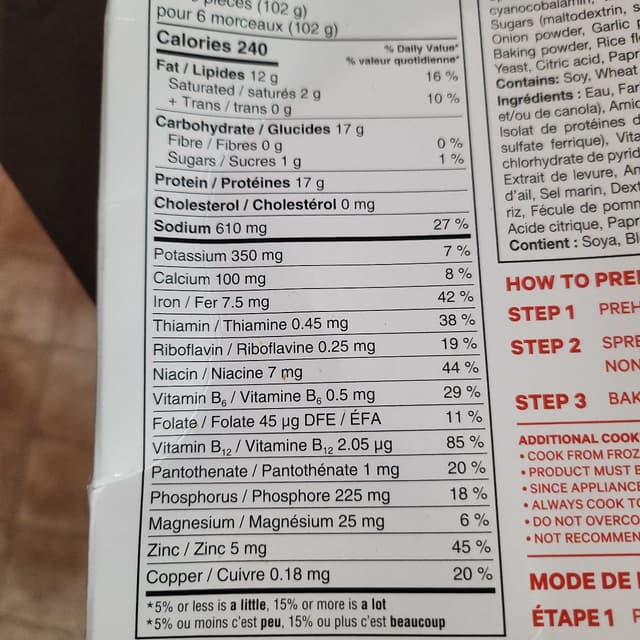 pieces (102 g)
pour 6 morceaux (102 g)
Calories 240
% Daily Value*
% valeur quotidienne*
Fat / Lipides 12 g 16 %
Saturated / saturés 2 g
+ Trans / trans 0 g 10 %
Carbohydrate / Glucides 17 g
Fibre / Fibres 0 g 0 %
Sugars / Sucres 1 g 1 %
Protein / Protéines 17 g
Cholesterol / Cholestérol 0 mg
Sodium 610 mg 27 %
Potassium 350 mg 7 %
Calcium 100 mg 8 %
Iron / Fer 7.5 mg 42 %
Thiamin / Thiamine 0.45 mg 38 %
Riboflavin / Riboflavine 0.25 mg 19 %
Niacin / Niacine 7 mg 44 %
Vitamin B6 / Vitamine B6 0.5 mg 29 %
Folate / Folate 45 µg DFE / ÉFA 11 %
Vitamin B12 / Vitamine B12 2.05 µg 85 %
Pantothenate / Pantothénate 1 mg 20 %
Phosphorus / Phosphore 225 mg 18 %
Magnesium / Magnésium 25 mg 6 %
Zinc / Zinc 5 mg 45 %
Copper / Cuivre 0.18 mg 20 %
*5% or less is a little, 15% or more is a lot
*5% ou moins c'est peu, 15% ou plus c'est beaucoup
Sugars (maltodextrin,
Onion powder, Garlic
Baking powder, Rice
Yeast, Citric acid,
Contains: Soy, Wheat
Ingrédients : Eau,
et/ou de canola),
Isolat de protéines d
sulfate ferrique),
chlorhydrate de
Extrait de levure,
d'ail, Sel marin,
riz, Fécule de
Acide citrique,
Contient : Soya,
HOW TO
STEP 1
STEP 2
NON
STEP 3
ADDITIONAL COOK
• COOK FROM FROZ
• PRODUCT MUST
• SINCE APPLIANCE
• ALWAYS COOK TO
• DO NOT OVERCO
• NOT RECOMMEN
MODE DE
ÉTAPE 1